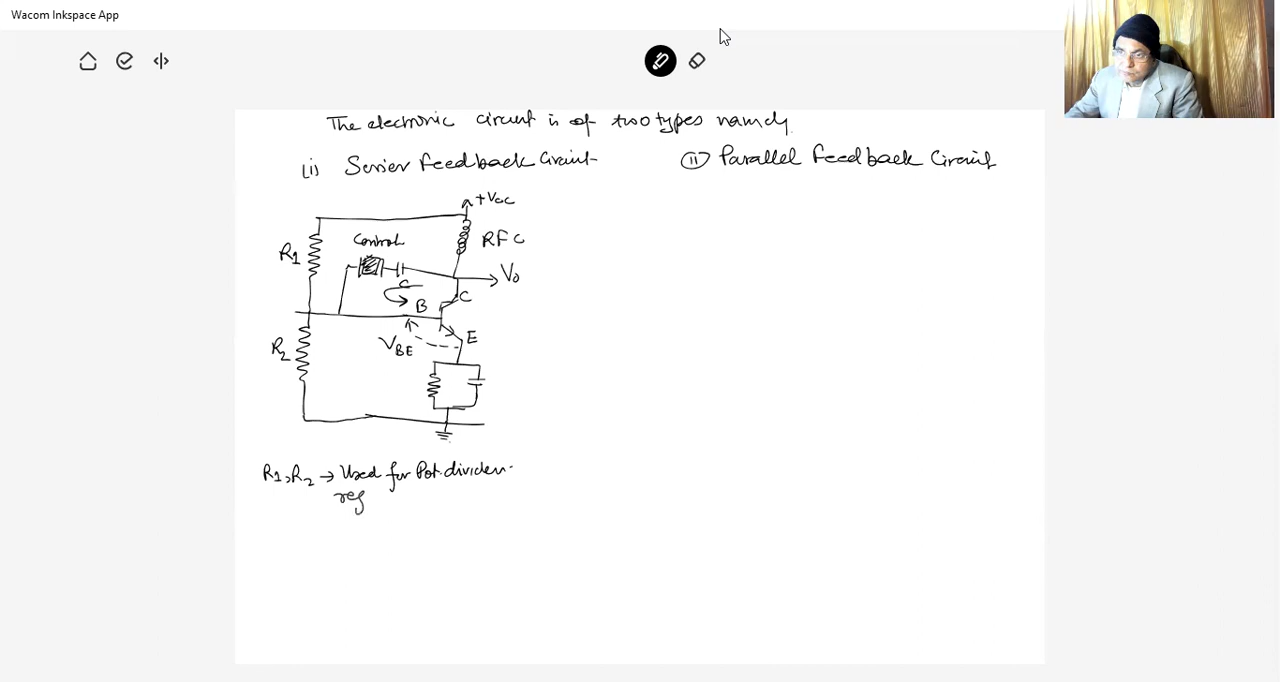 Wacom Inkspace App
The electronic circuit is of two types namely.
(i) Series Feedback Circuit
(ii) Parallel Feedback Circuit
+VCC
R1
Control
RFC
V0
C
C
B
E
R2
VBE
R1, R2 → Used for Pot. divider.